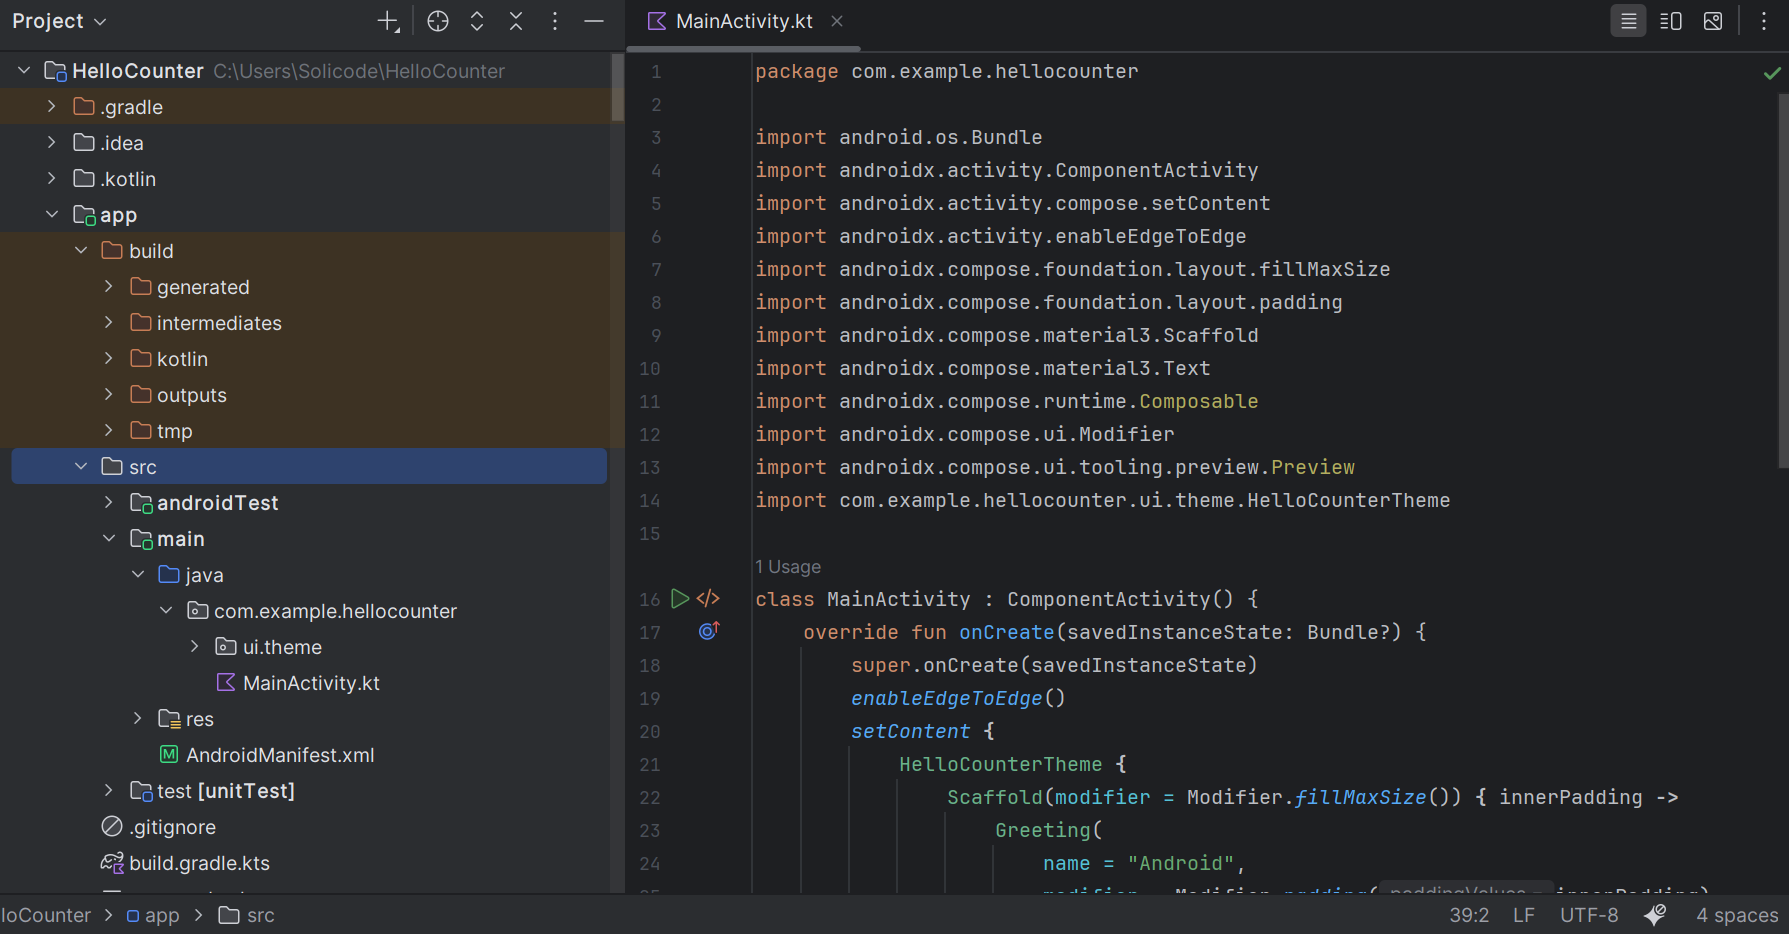 Project
HelloCounter C:\Users\Solicode\HelloCounter
.gradle
.idea
.kotlin
app
build
generated
intermediates
kotlin
outputs
tmp
src
androidTest
main
java
com.example.hellocounter
ui.theme
MainActivity.kt
res
AndroidManifest.xml
test [unitTest]
.gitignore
build.gradle.kts
MainActivity.kt
1 package com.example.hellocounter
2
3 import android.os.Bundle
4 import androidx.activity.ComponentActivity
5 import androidx.activity.compose.setContent
6 import androidx.activity.enableEdgeToEdge
7 import androidx.compose.foundation.layout.fillMaxSize
8 import androidx.compose.foundation.layout.padding
9 import androidx.compose.material3.Scaffold
10 import androidx.compose.material3.Text
11 import androidx.compose.runtime.Composable
12 import androidx.compose.ui.Modifier
13 import androidx.compose.ui.tooling.preview.Preview
14 import com.example.hellocounter.ui.theme.HelloCounterTheme
15
1 Usage
16 class MainActivity : ComponentActivity() {
17 override fun onCreate(savedInstanceState: Bundle?) {
18 super.onCreate(savedInstanceState)
19 enableEdgeToEdge()
20 setContent {
21 HelloCounterTheme {
22 Scaffold(modifier = Modifier.fillMaxSize()) { innerPadding ->
23 Greeting(
24 name = "Android",
25 modifier = Modifier.padding( paddingValues = innerPadding)
loCounter > app > src
39:2 LF UTF-8 4 spaces